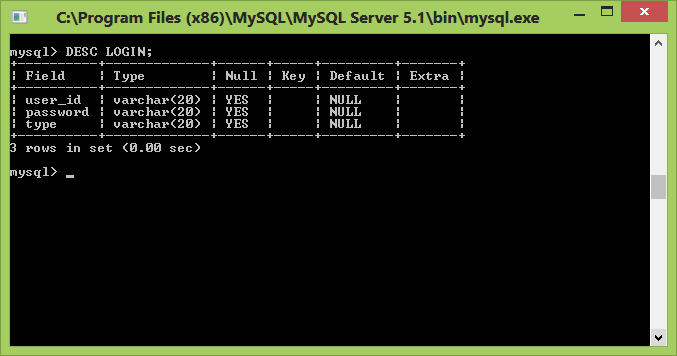 C:\Program Files (x86)\MySQL\MySQL Server 5.1\bin\mysql.exe
mysql> DESC LOGIN;
+----------+-------------+------+-----+---------+-------+
| Field    | Type        | Null | Key | Default | Extra |
+----------+-------------+------+-----+---------+-------+
| user_id  | varchar(20) | YES  |     | NULL    |       |
| password | varchar(20) | YES  |     | NULL    |       |
| type     | varchar(20) | YES  |     | NULL    |       |
+----------+-------------+------+-----+---------+-------+
3 rows in set (0.00 sec)
mysql> _